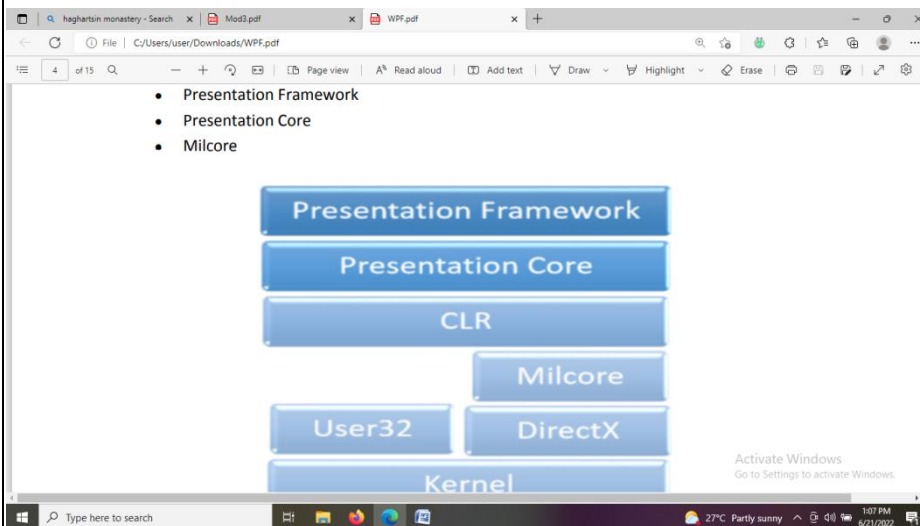 haghartsin monastery - Search
Mod3.pdf
WPF.pdf
File C:/Users/user/Downloads/WPF.pdf
4 of 15 Page view Read aloud Add text Draw Highlight Erase
• Presentation Framework
• Presentation Core
• Milcore
Presentation Framework
Presentation Core
CLR
Milcore
User32 DirectX
Kernel
Activate Windows
Go to Settings to activate Windows.
Type here to search
27°C Partly sunny
1:07 PM
6/21/2022